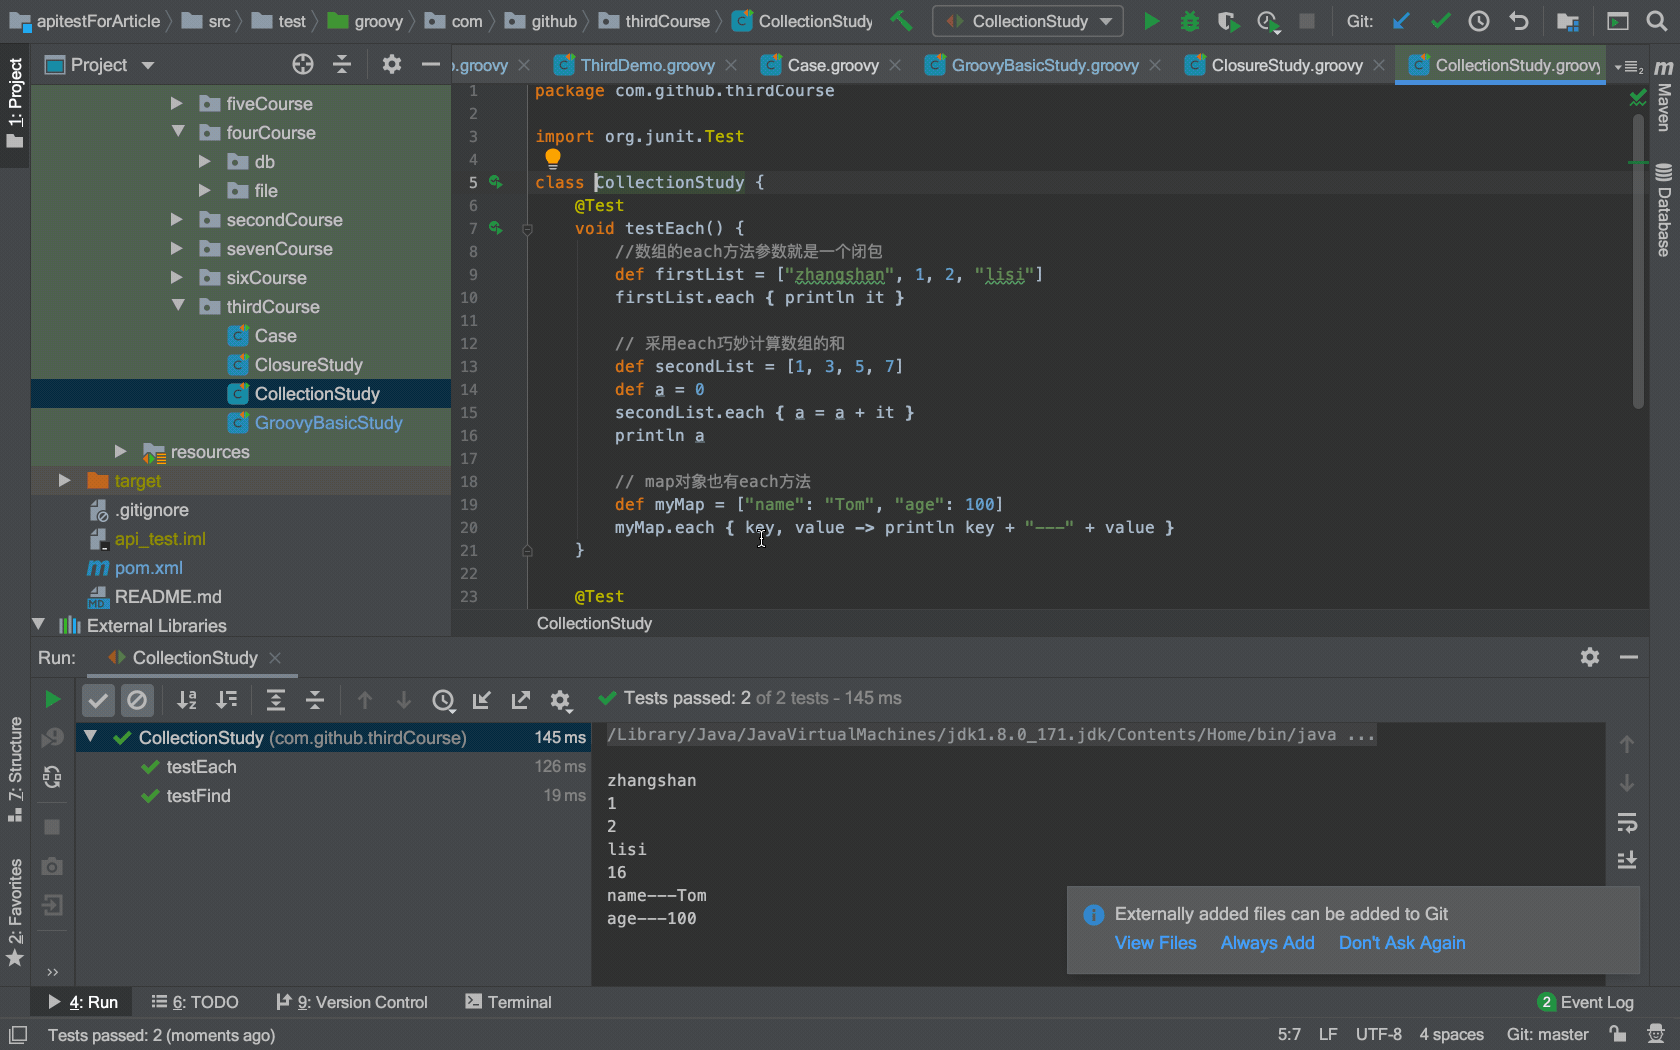 apitestForArticle src test groovy com github thirdCourse CollectionStudy CollectionStudy Git:
1: Project
Project
.groovy ThirdDemo.groovy Case.groovy GroovyBasicStudy.groovy ClosureStudy.groovy CollectionStudy.groovy
Maven
Database
fiveCourse
fourCourse
db
file
secondCourse
sevenCourse
sixCourse
thirdCourse
Case
ClosureStudy
CollectionStudy
GroovyBasicStudy
resources
target
.gitignore
api_test.iml
pom.xml
README.md
External Libraries
1 package com.github.thirdCourse
2
3 import org.junit.Test
4
5 class CollectionStudy {
6 @Test
7 void testEach() {
8 //数组的each方法参数就是一个闭包
9 def firstList = ["zhangshan", 1, 2, "lisi"]
10 firstList.each { println it }
11
12 // 采用each巧妙计算数组的和
13 def secondList = [1, 3, 5, 7]
14 def a = 0
15 secondList.each { a = a + it }
16 println a
17
18 // map对象也有each方法
19 def myMap = ["name": "Tom", "age": 100]
20 myMap.each { key, value -> println key + "---" + value }
21 }
22
23 @Test
CollectionStudy
Run: CollectionStudy
Tests passed: 2 of 2 tests - 145 ms
CollectionStudy (com.github.thirdCourse) 145 ms
testEach 126 ms
testFind 19 ms
/Library/Java/JavaVirtualMachines/jdk1.8.0_171.jdk/Contents/Home/bin/java ...
zhangshan
1
2
lisi
16
name---Tom
age---100
Externally added files can be added to Git
View Files Always Add Don't Ask Again
7: Structure
2: Favorites
4: Run 6: TODO 9: Version Control Terminal 2 Event Log
Tests passed: 2 (moments ago) 5:7 LF UTF-8 4 spaces Git: master